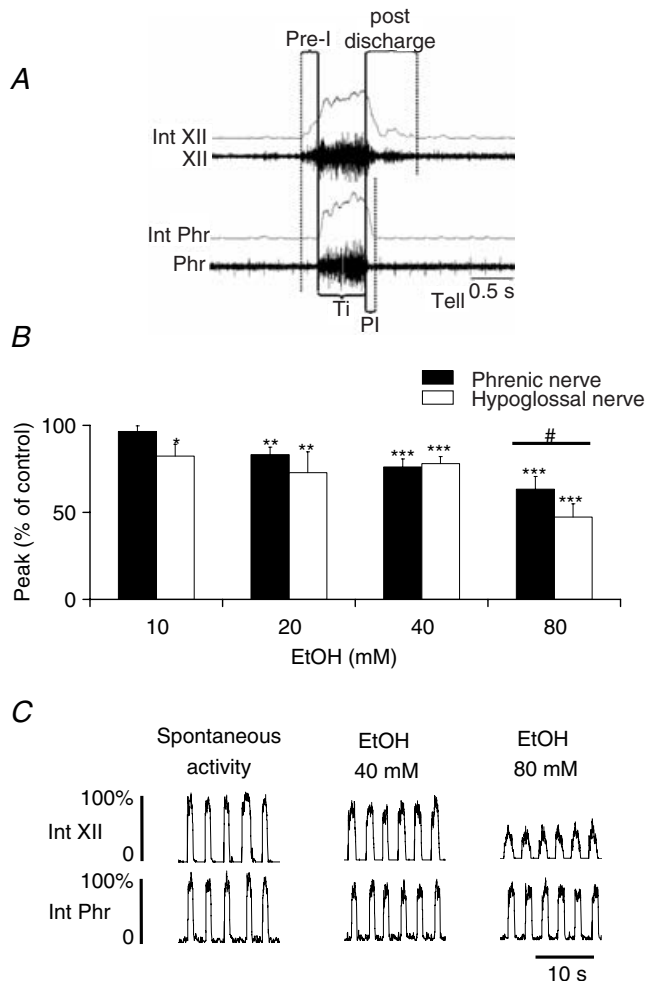 A
Pre-I
post
discharge
Int XII
XII
Int Phr
Phr
Ti
PI
Tell
0.5 s
B
Phrenic nerve
Hypoglossal nerve
Peak (% of control)
100
50
0
*
**
**
***
***
#
***
***
10
20
40
80
EtOH (mM)
C
Spontaneous
activity
EtOH
40 mM
EtOH
80 mM
100%
Int XII
0
100%
Int Phr
0
10 s